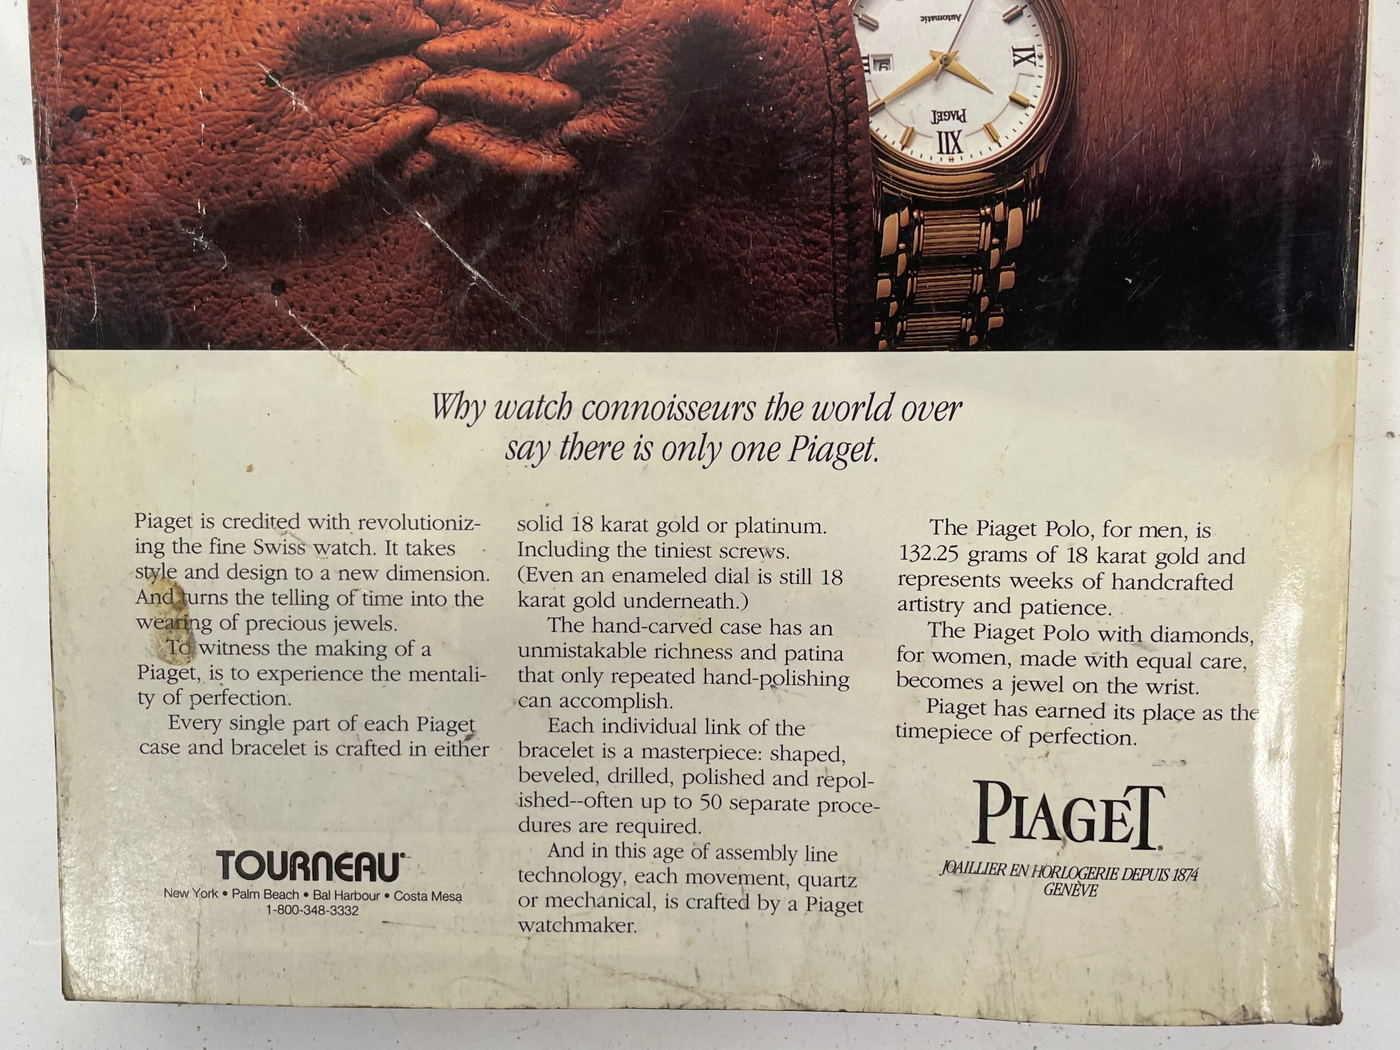 Automatic
IX
PIAGET
XII
Why watch connoisseurs the world over
say there is only one Piaget.
Piaget is credited with revolutioniz-
ing the fine Swiss watch. It takes
style and design to a new dimension.
And turns the telling of time into the
wearing of precious jewels.
To witness the making of a
Piaget, is to experience the mentali-
ty of perfection.
Every single part of each Piaget
case and bracelet is crafted in either
solid 18 karat gold or platinum.
Including the tiniest screws.
(Even an enameled dial is still 18
karat gold underneath.)
The hand-carved case has an
unmistakable richness and patina
that only repeated hand-polishing
can accomplish.
Each individual link of the
bracelet is a masterpiece: shaped,
beveled, drilled, polished and repol-
ished--often up to 50 separate proce-
dures are required.
And in this age of assembly line
technology, each movement, quartz
or mechanical, is crafted by a Piaget
watchmaker.
The Piaget Polo, for men, is
132.25 grams of 18 karat gold and
represents weeks of handcrafted
artistry and patience.
The Piaget Polo with diamonds,
for women, made with equal care,
becomes a jewel on the wrist.
Piaget has earned its place as the
timepiece of perfection.
TOURNEAU
New York • Palm Beach • Bal Harbour • Costa Mesa
1-800-348-3332
PIAGET®
JOAILLIER EN HORLOGERIE DEPUIS 1874
GENÈVE